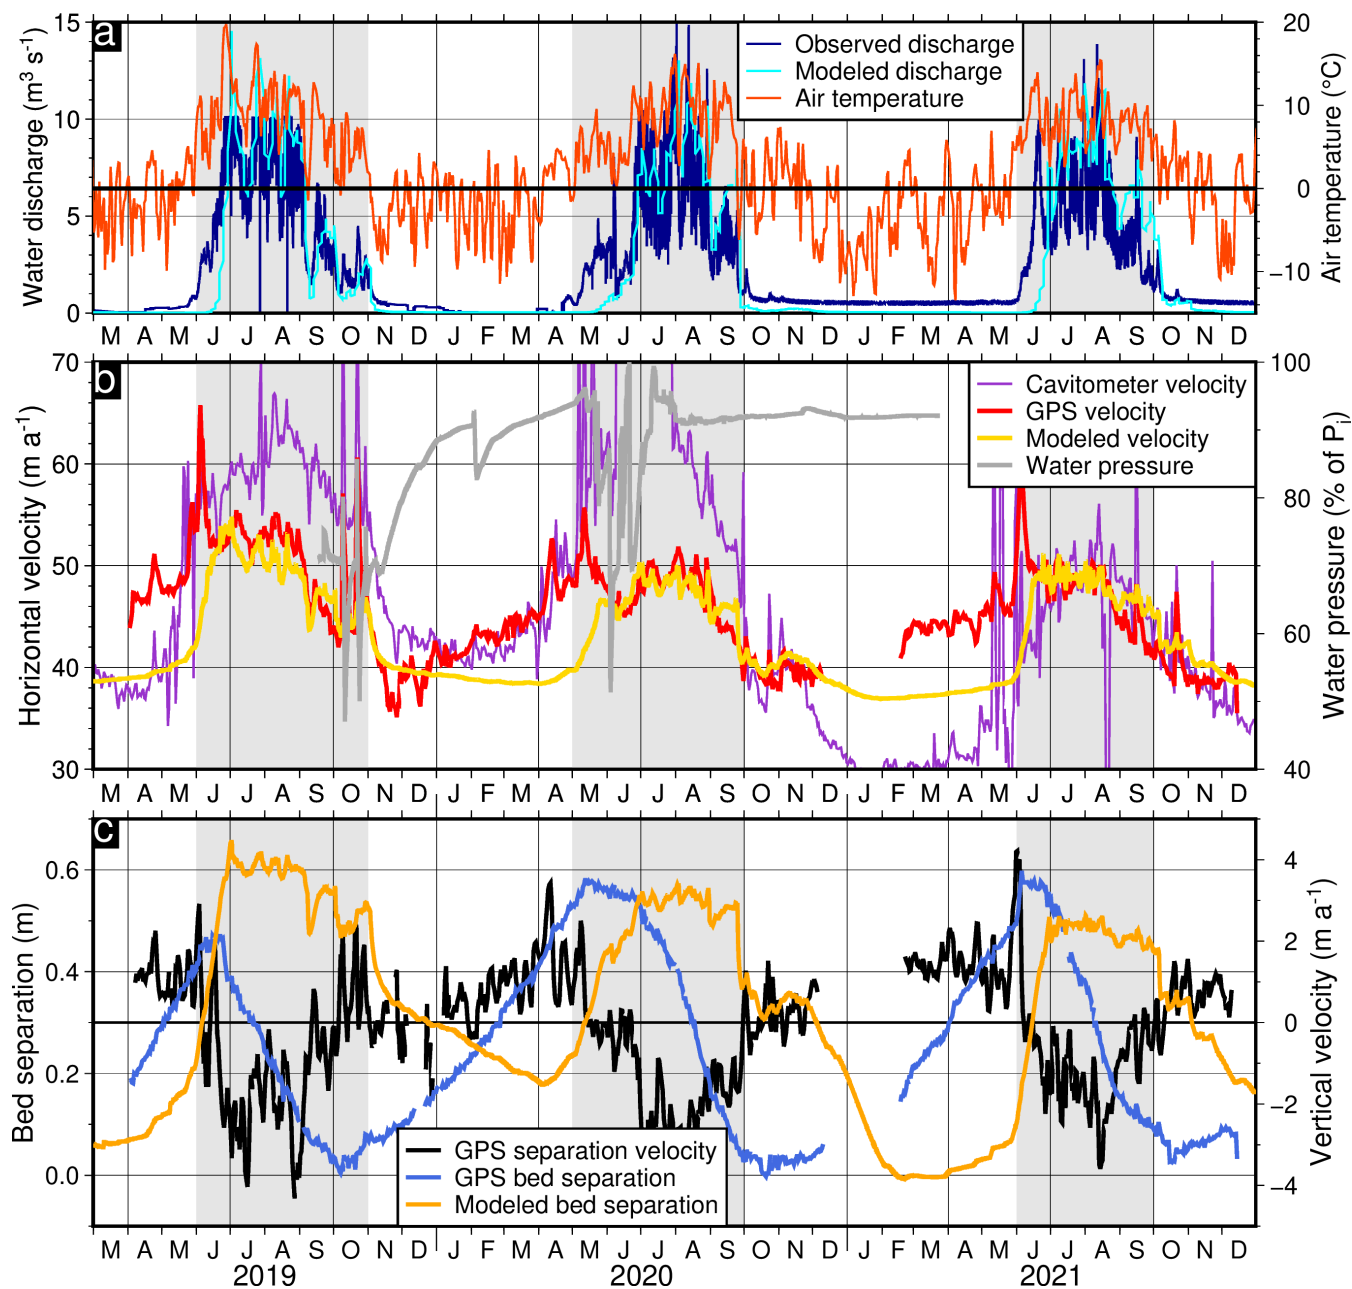 a
Water discharge (m³ s⁻¹)
15
10
5
0
Observed discharge
Modeled discharge
Air temperature
20
10
0
−10
Air temperature (°C)
M A M J J A S O N D J F M A M J J A S O N D J F M A M J J A S O N D
b
Horizontal velocity (m a⁻¹)
70
60
50
40
30
Cavitometer velocity
GPS velocity
Modeled velocity
Water pressure
100
80
60
40
Water pressure (% of Pᵢ)
M A M J J A S O N D J F M A M J J A S O N D J F M A M J J A S O N D
c
Bed separation (m)
0.6
0.4
0.2
0.0
GPS separation velocity
GPS bed separation
Modeled bed separation
4
2
0
−2
−4
Vertical velocity (m a⁻¹)
M A M J J A S O N D J F M A M J J A S O N D J F M A M J J A S O N D
2019 2020 2021